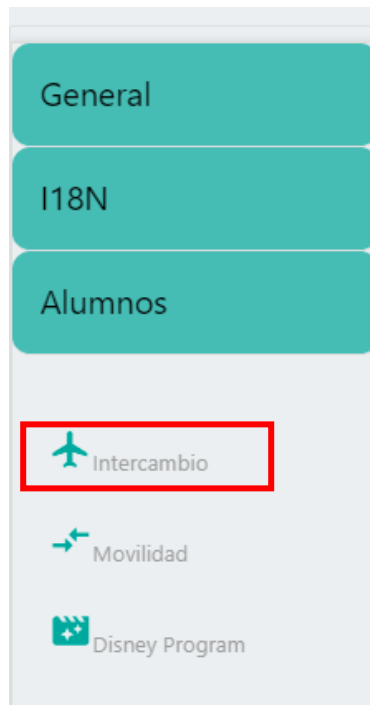 General
I18N
Alumnos
Intercambio
Movilidad
Disney Program